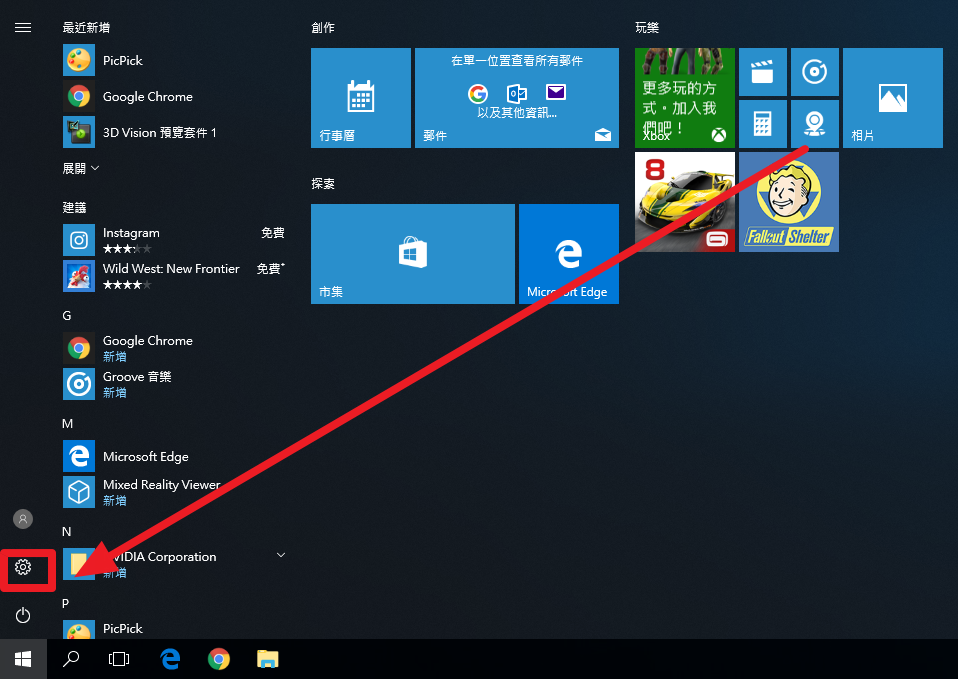 最近新增
PicPick
Google Chrome
3D Vision 預覽套件 1
展開
建議
Instagram
免費
Wild West: New Frontier
免費*
G
Google Chrome
新增
Groove 音樂
新增
M
Microsoft Edge
Mixed Reality Viewer
新增
N
VIDIA Corporation
新增
P
PicPick
創作
行事曆
在單一位置查看所有郵件
以及其他資訊...
郵件
探索
市集
Microsoft Edge
玩樂
更多玩的方
式。加入我
們吧！
Xbox
相片
8
Fallout Shelter